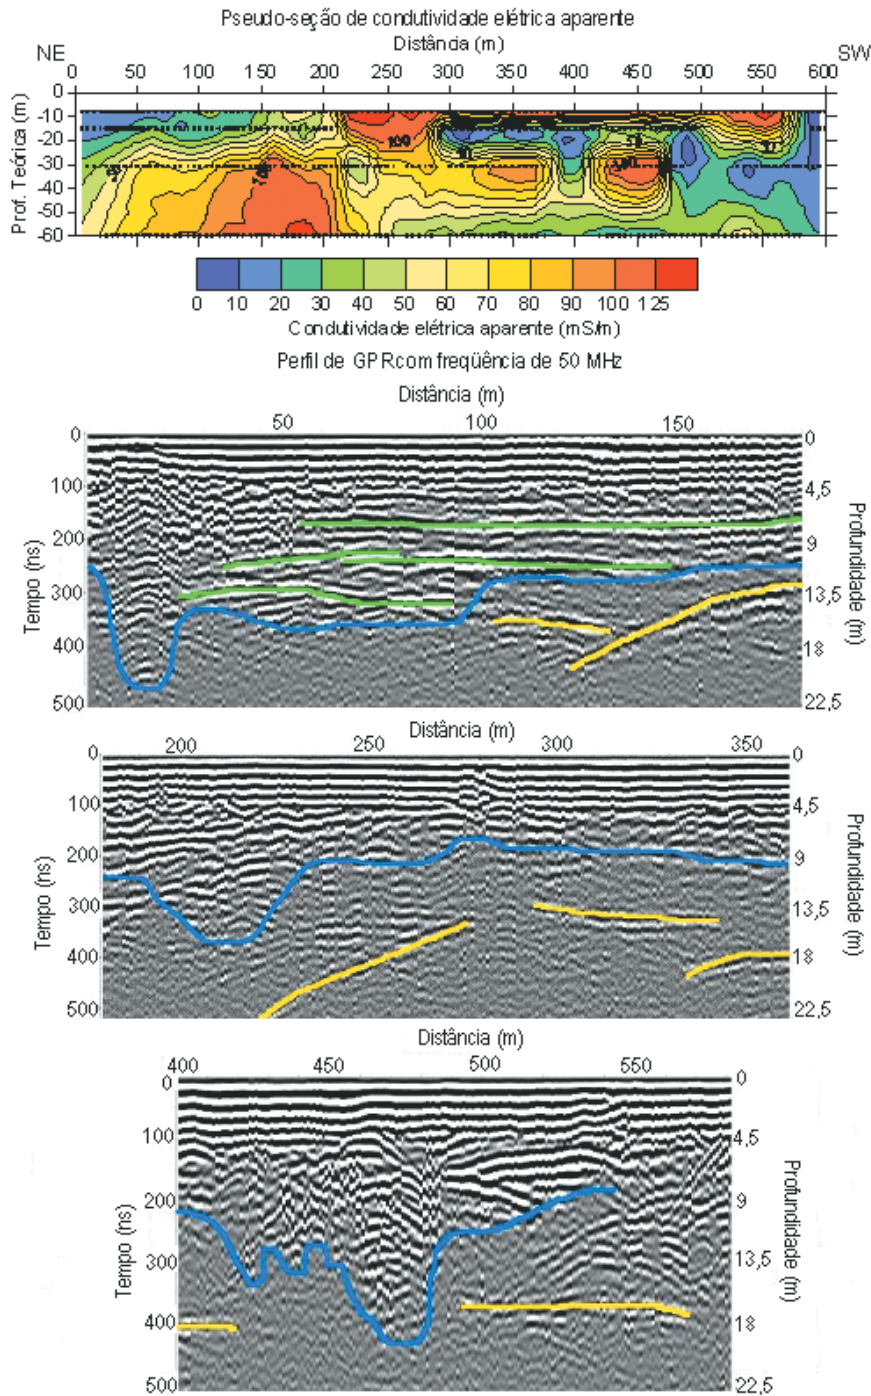 Pseudo-seção de condutividade elétrica aparente
Distância (m)
NE SW
0 50 100 150 200 250 300 350 400 450 500 550 600
Prof. Teórica (m)
0
-10
-20
-30
-40
-50
-60
100
0 10 20 30 40 50 60 70 80 90 100 125
Condutividade elétrica aparente (mS/m)
Perfil de GPR com freqüência de 50 MHz
Distância (m)
50 100 150
Tempo (ns)
0
100
200
300
400
500
0
4,5
9
13,5
18
22,5
Profundidade (m)
Distância (m)
200 250 300 350
Tempo (ns)
0
100
200
300
400
500
0
4,5
9
13,5
18
22,5
Profundidade (m)
Distância (m)
400 450 500 550
Tempo (ns)
0
100
200
300
400
500
0
4,5
9
13,5
18
22,5
Profundidade (m)